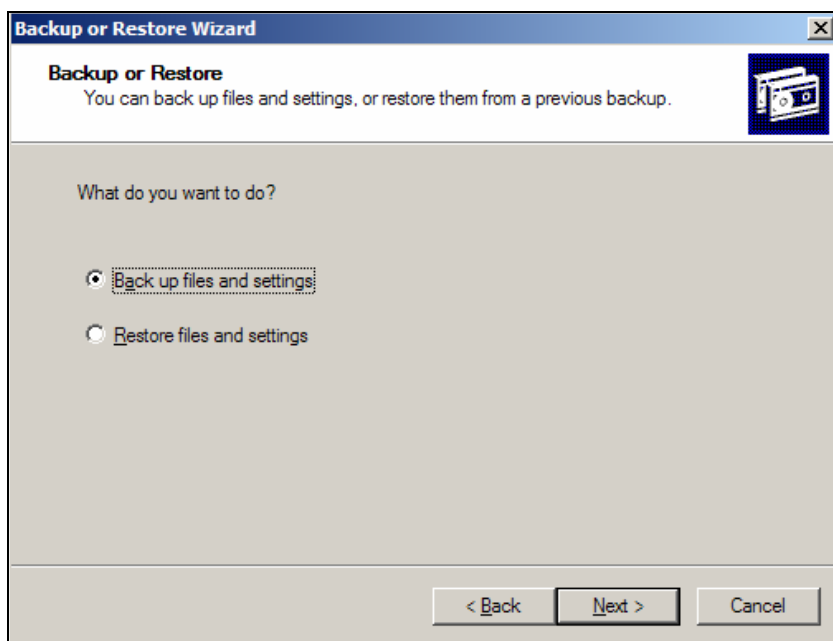 Backup or Restore Wizard
Backup or Restore
You can back up files and settings, or restore them from a previous backup.
What do you want to do?
Back up files and settings
Restore files and settings
< Back Next > Cancel